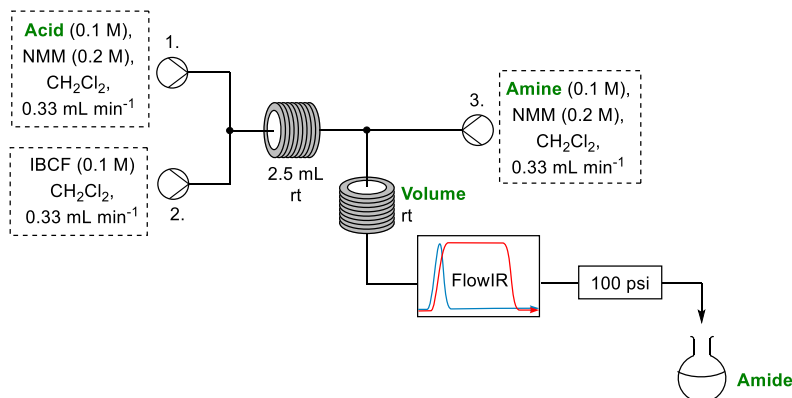 Acid (0.1 M),
NMM (0.2 M),
CH₂Cl₂,
0.33 mL min⁻¹
1.
IBCF (0.1 M)
CH₂Cl₂,
0.33 mL min⁻¹
2.
2.5 mL
rt
3.
Amine (0.1 M),
NMM (0.2 M),
CH₂Cl₂,
0.33 mL min⁻¹
Volume
rt
FlowIR
100 psi
Amide